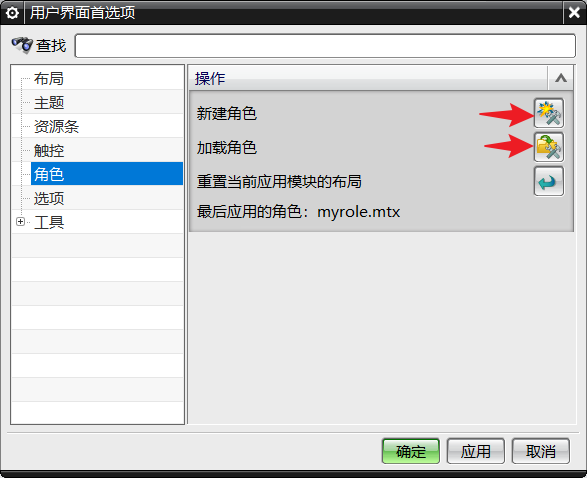 用户界面首选项
查找
布局
主题
资源条
触控
角色
选项
工具
操作
新建角色
加载角色
重置当前应用模块的布局
最后应用的角色：myrole.mtx
确定
应用
取消